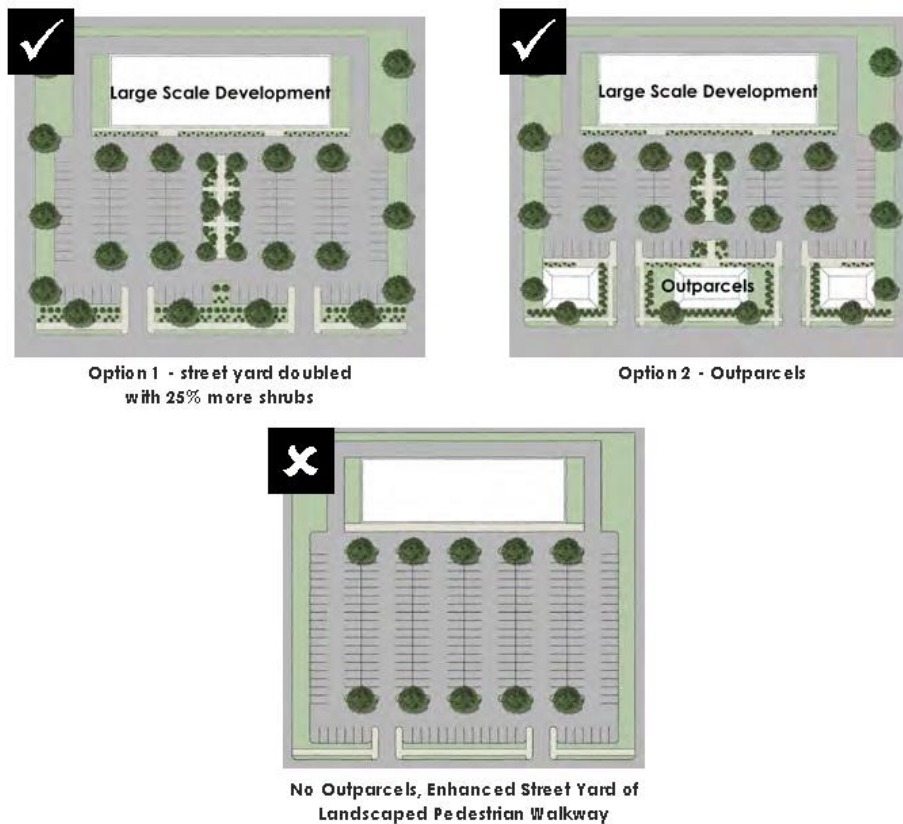 Large Scale Development
Large Scale Development
Outparcels
Option 1 - street yard doubled
with 25% more shrubs
Option 2 - Outparcels
No Outparcels, Enhanced Street Yard of
Landscaped Pedestrian Walkway